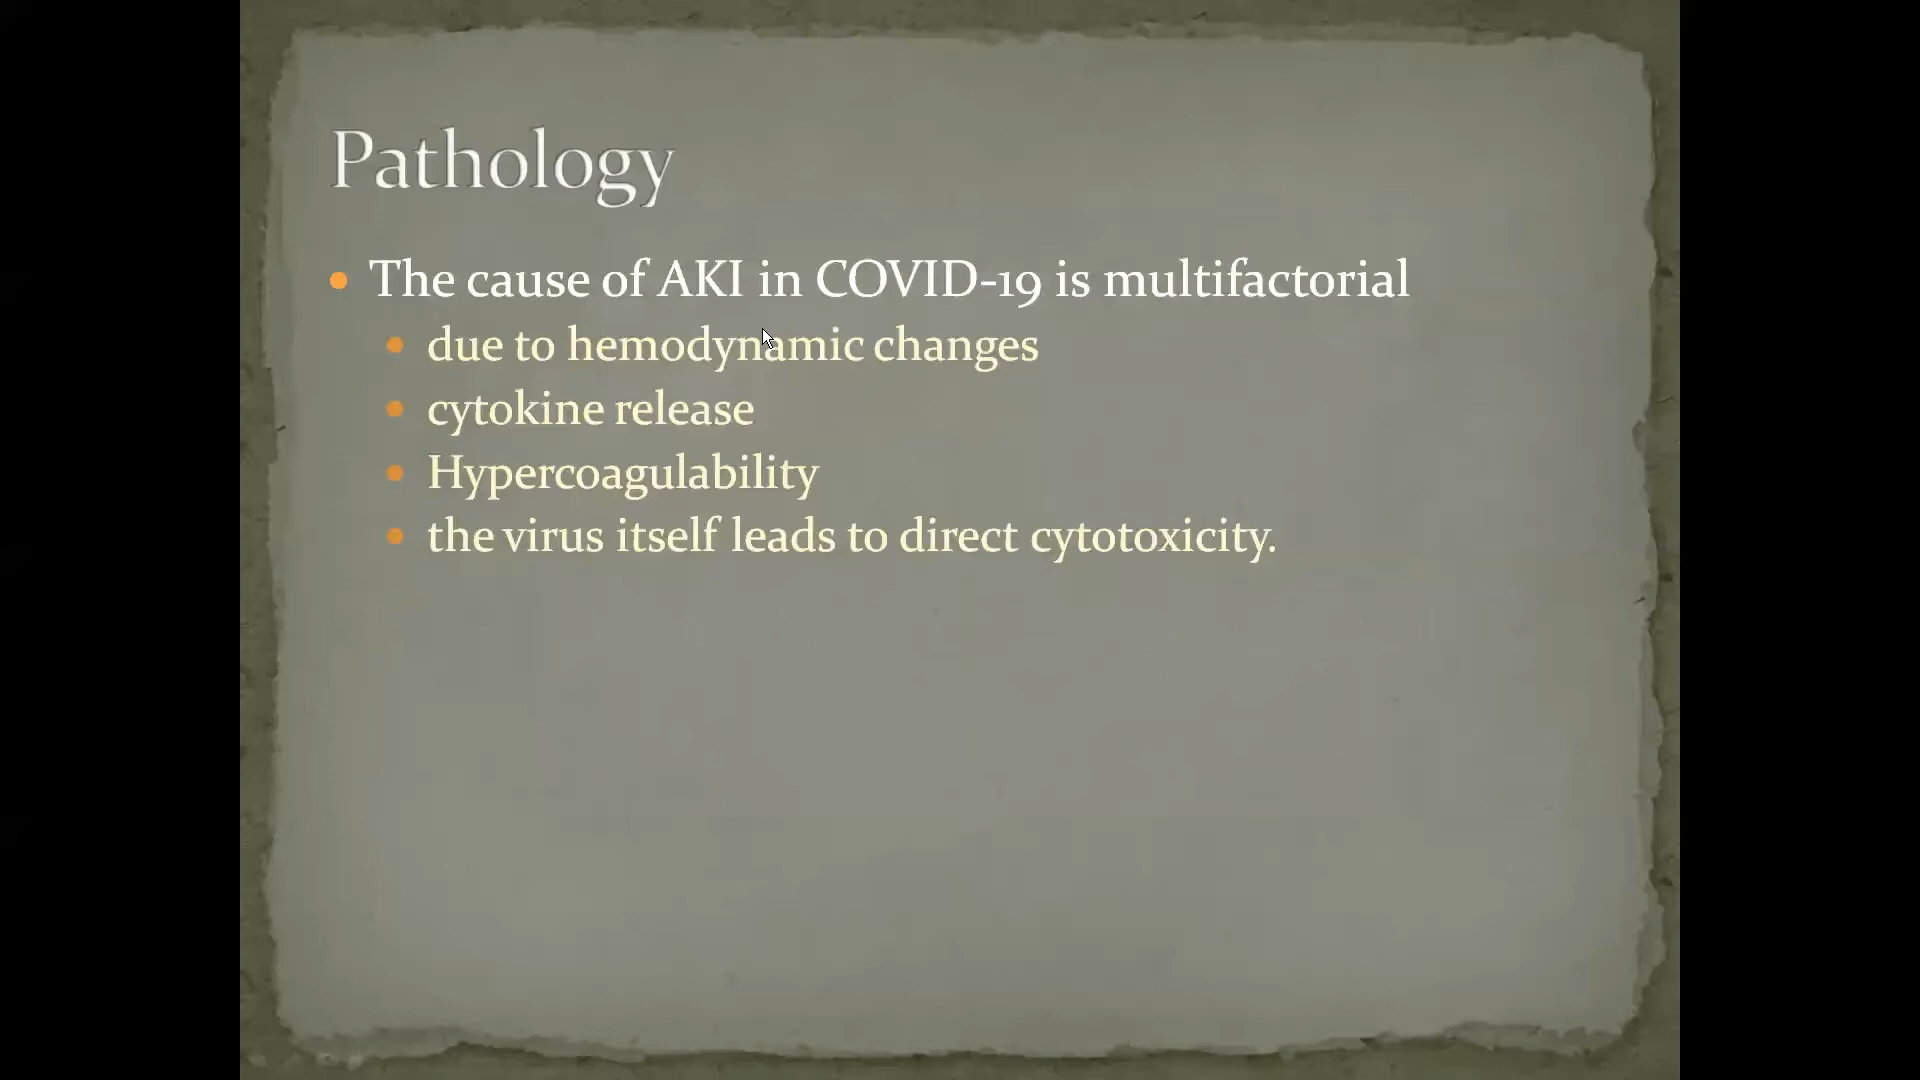 Pathology
The cause of AKI in COVID-19 is multifactorial
due to hemodynamic changes
cytokine release
Hypercoagulability
the virus itself leads to direct cytotoxicity.